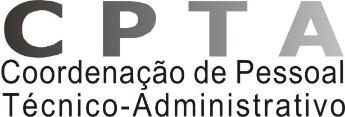 CPTA
Coordenação de Pessoal
Técnico-Administrativo